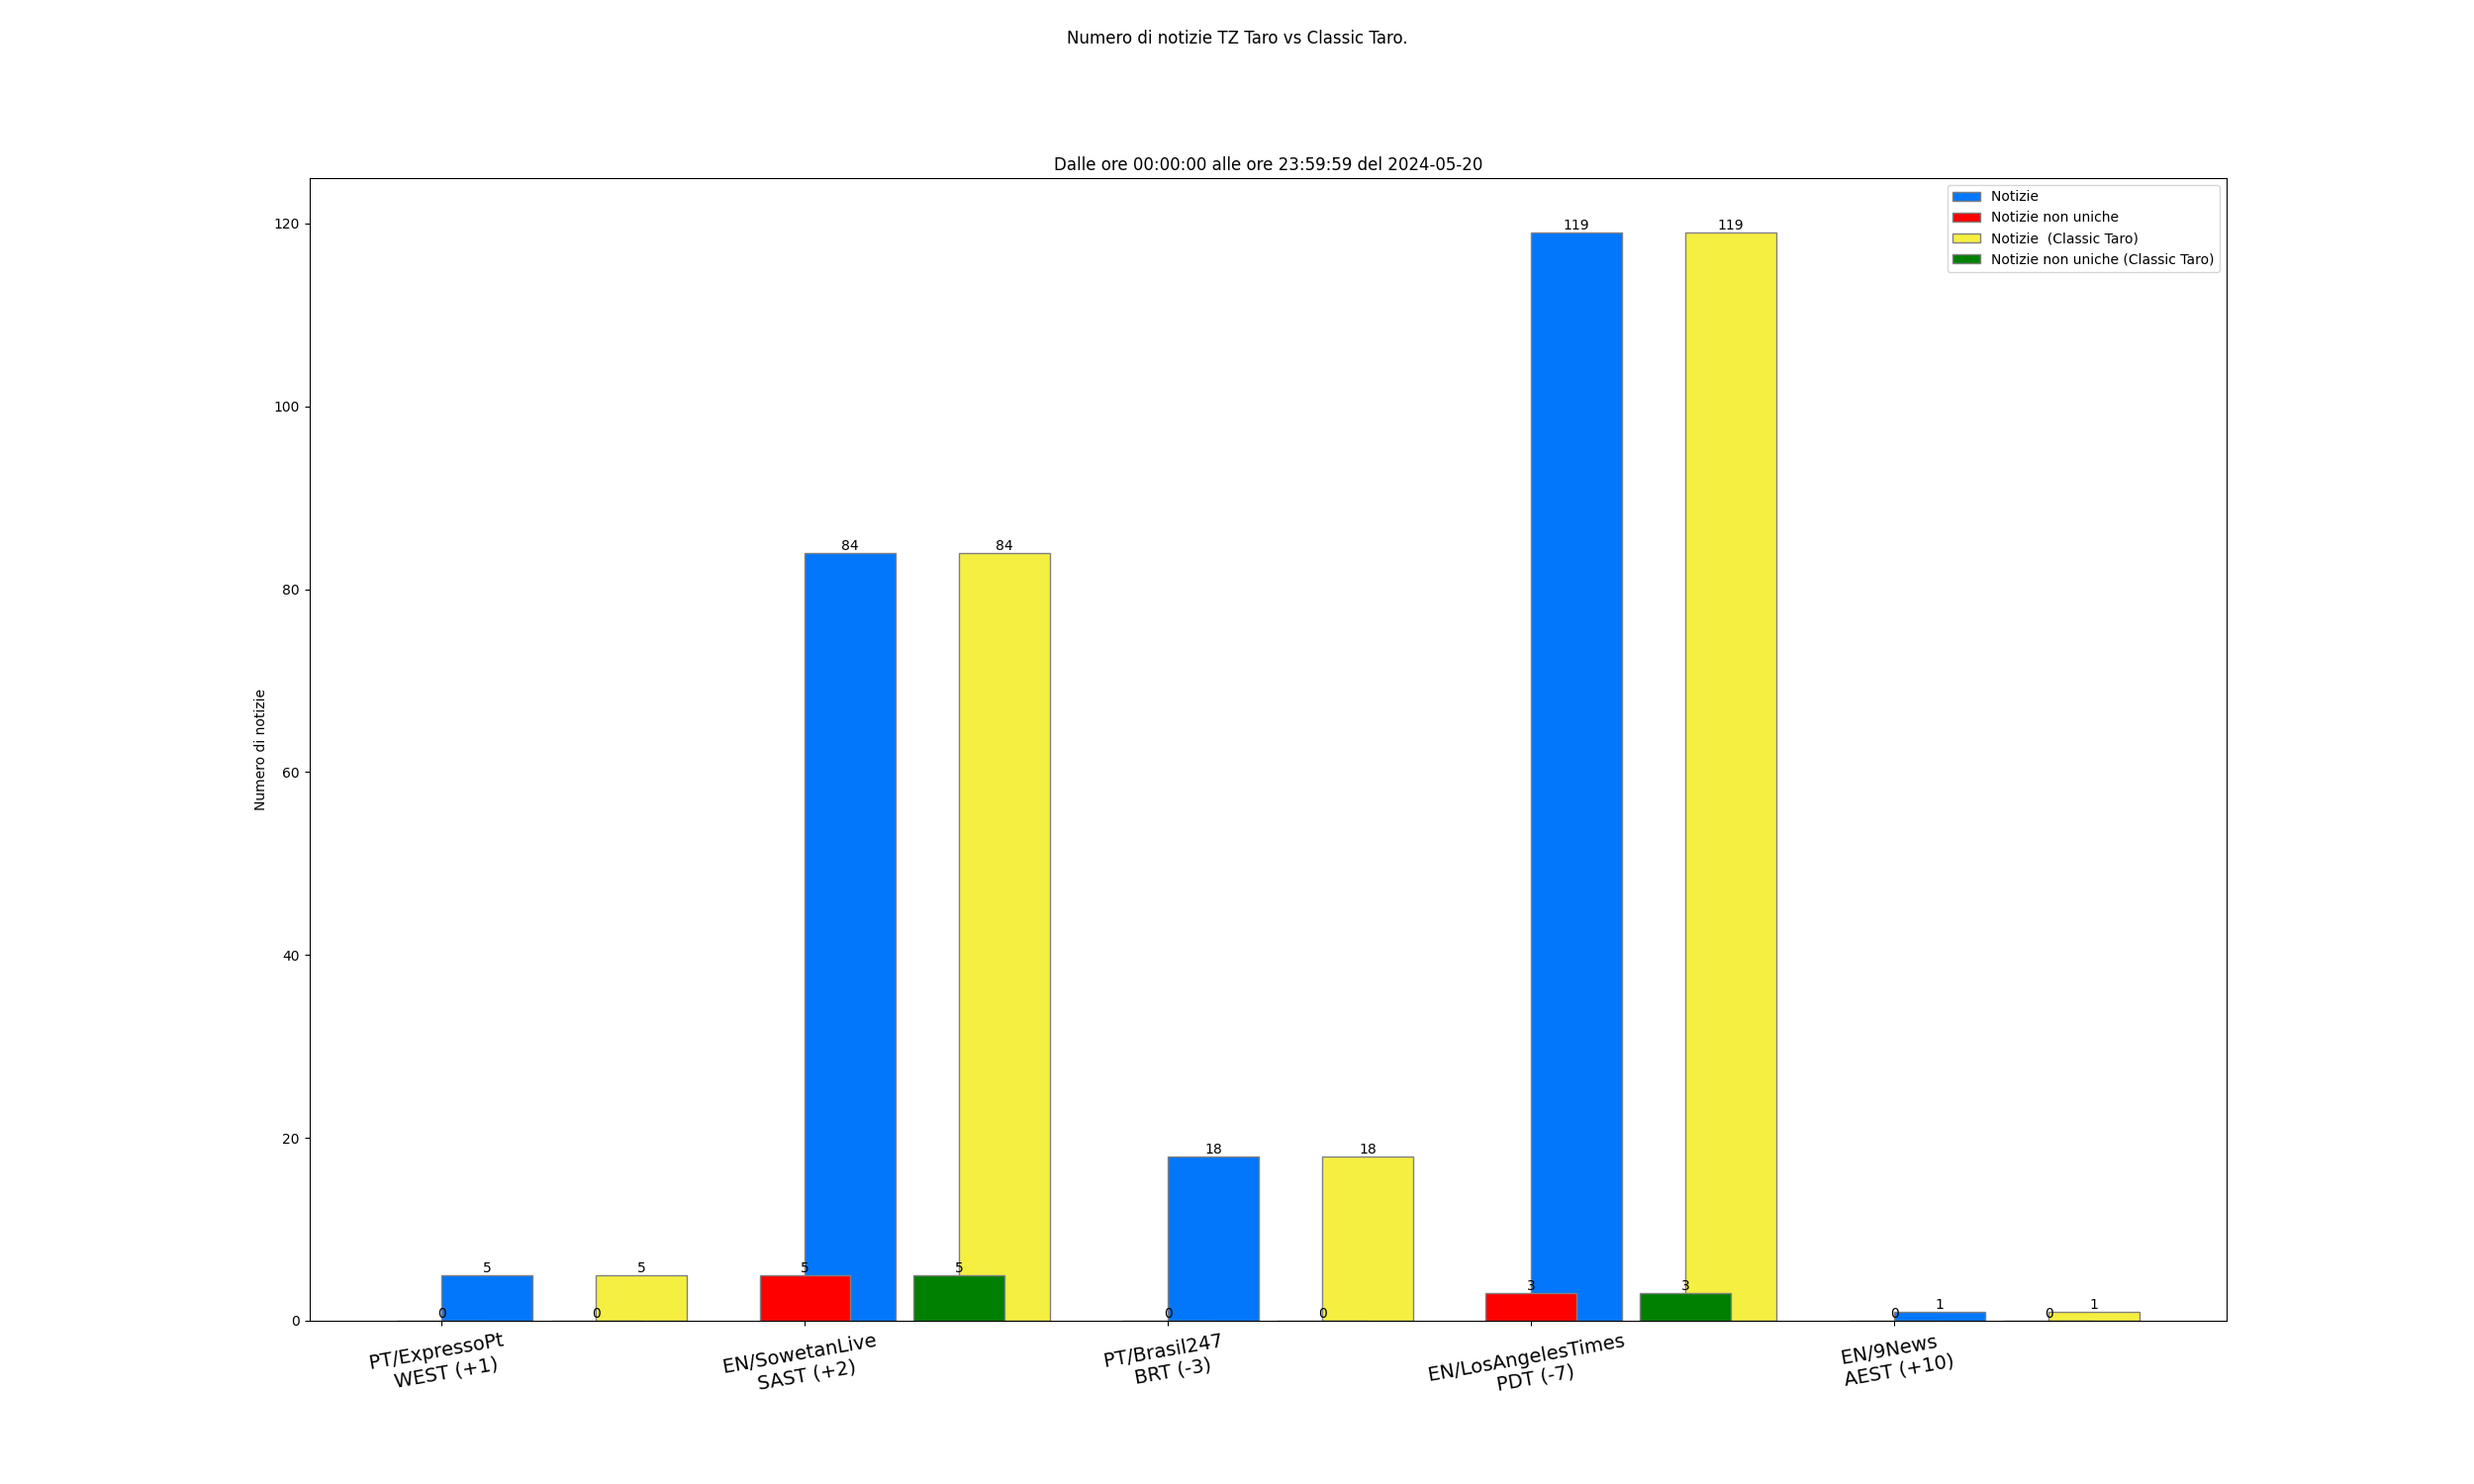 Numero di notizie TZ Taro vs Classic Taro.
Dalle ore 00:00:00 alle ore 23:59:59 del 2024-05-20
Notizie
Notizie non uniche
Notizie  (Classic Taro)
Notizie non uniche (Classic Taro)
Numero di notizie
120
100
80
60
40
20
0
0
5
0
5
5
84
5
84
0
18
0
18
3
119
3
119
0
1
0
1
PT/ExpressoPt
WEST (+1)
EN/SowetanLive
SAST (+2)
PT/Brasil247
BRT (-3)
EN/LosAngelesTimes
PDT (-7)
EN/9News
AEST (+10)